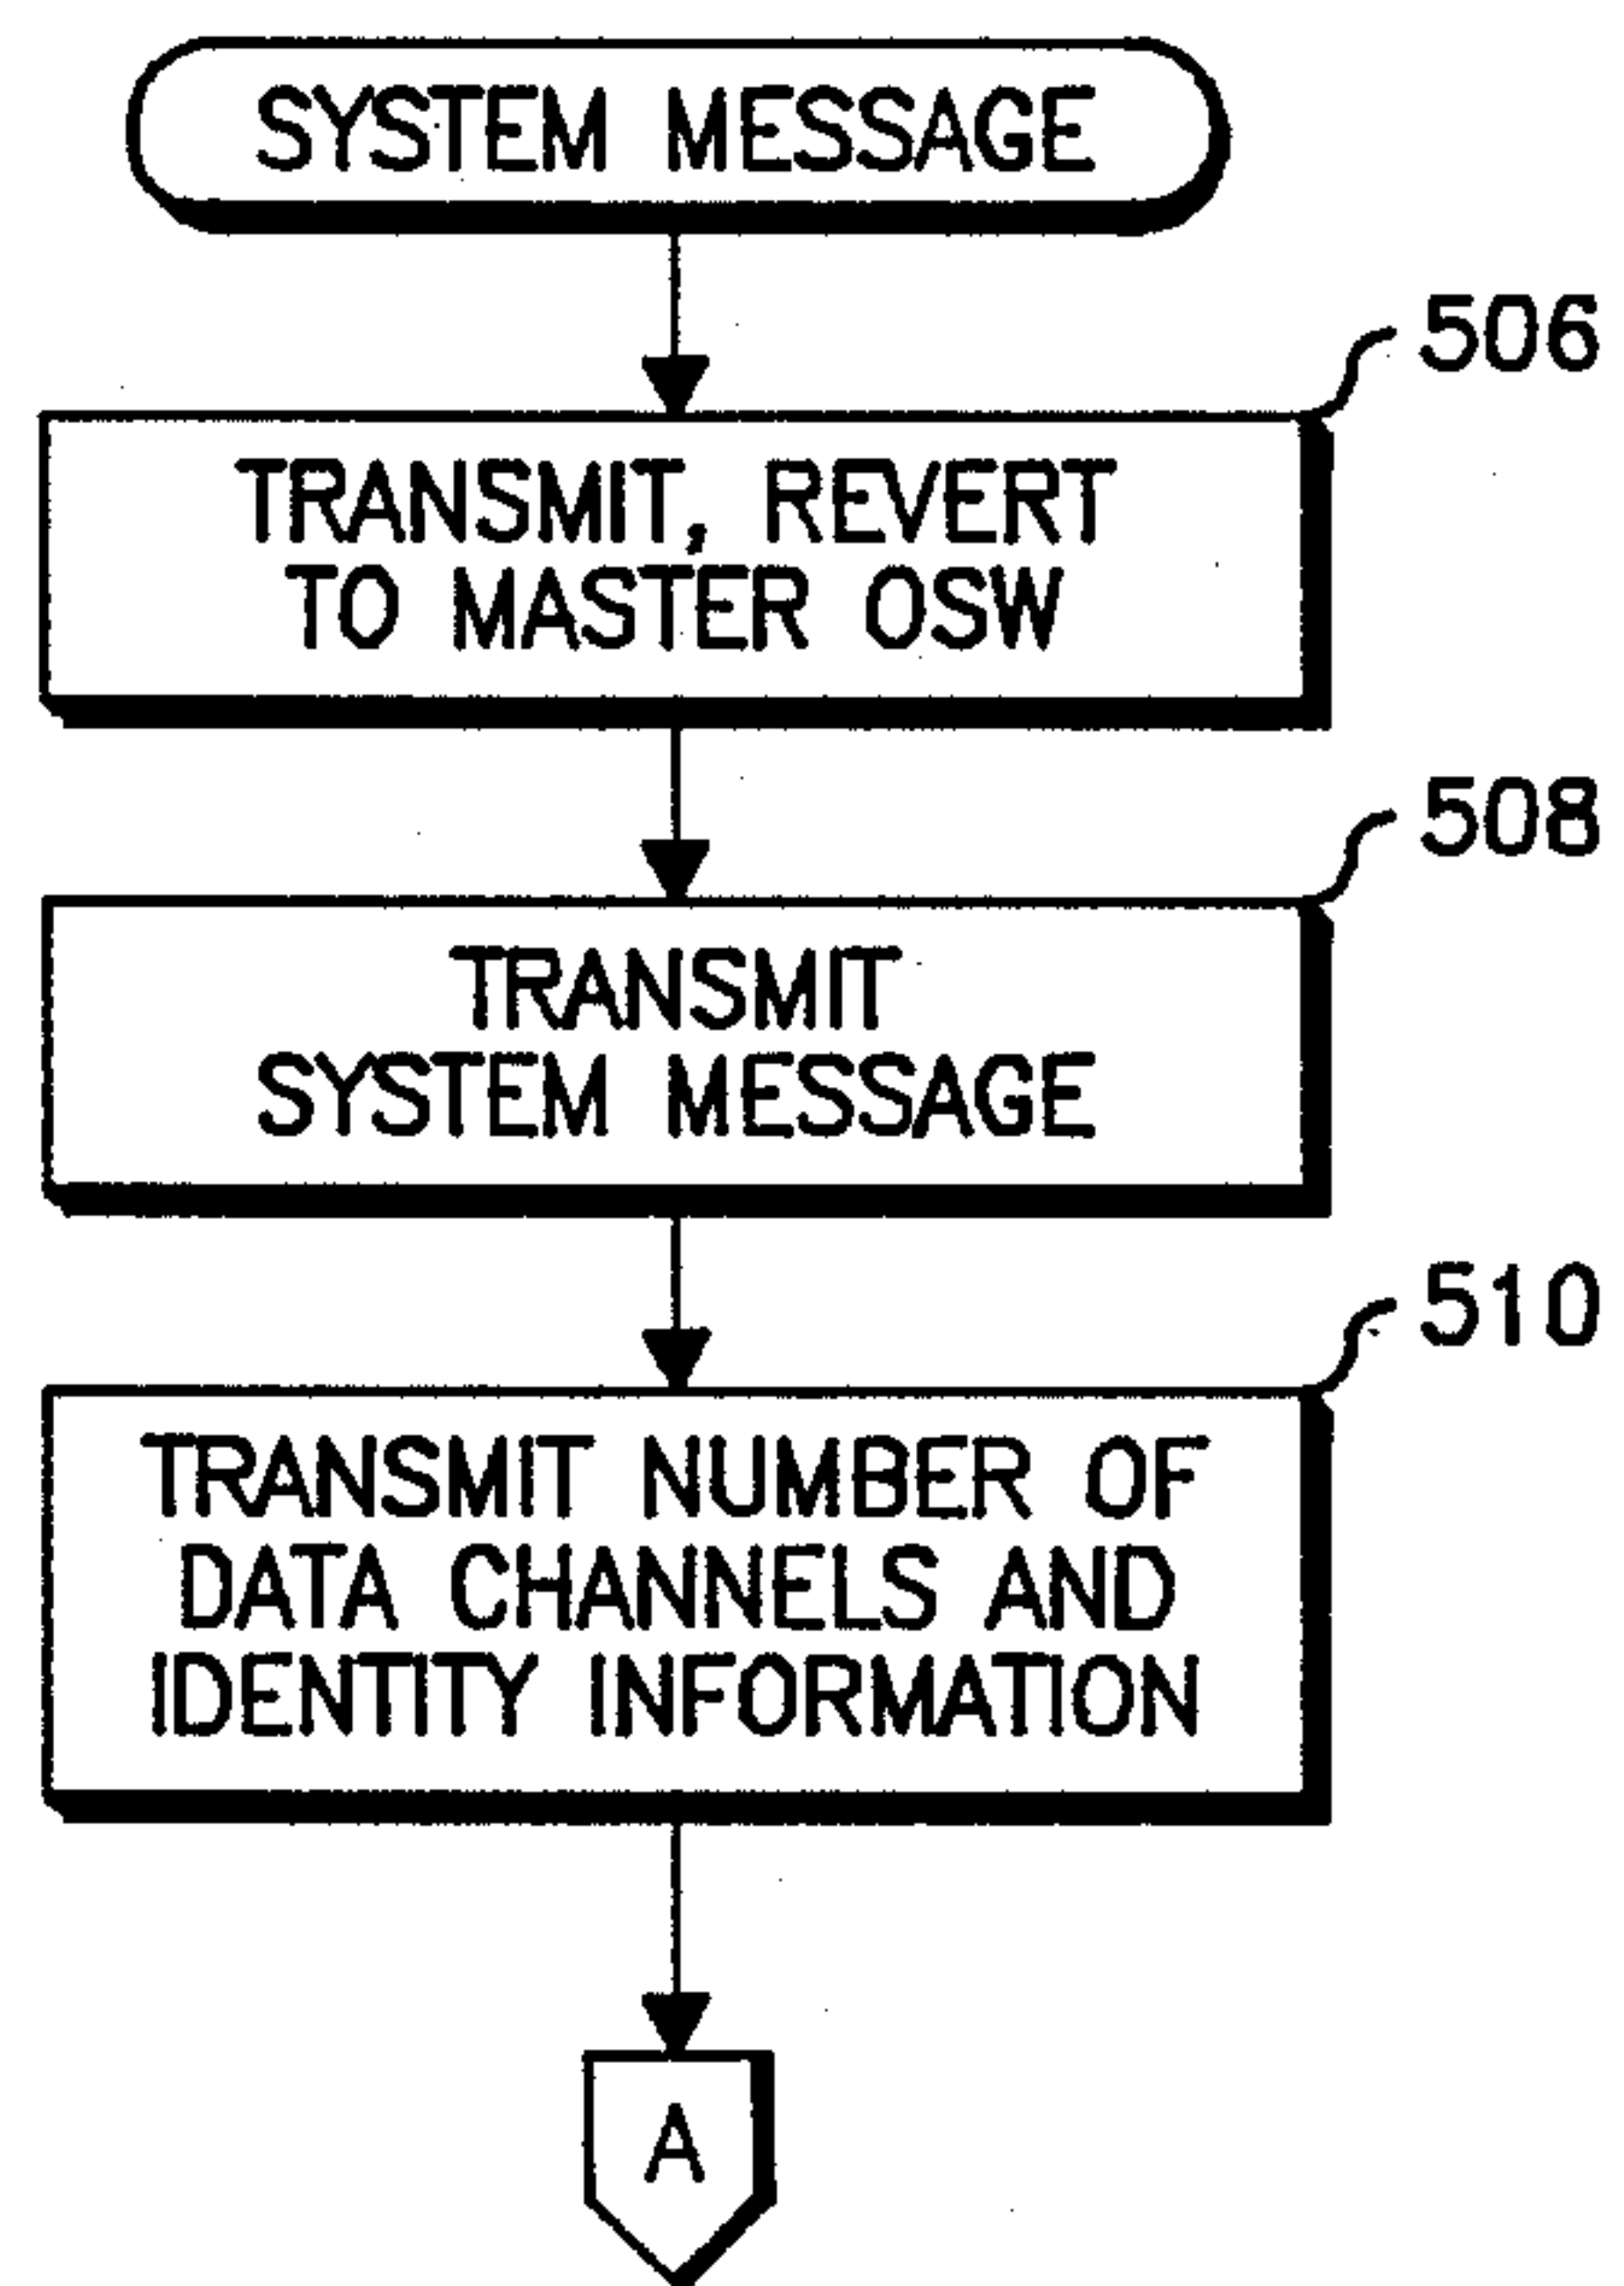 SYSTEM MESSAGE
506
TRANSMIT, REVERT
TO MASTER OSW
508
TRANSMIT
SYSTEM MESSAGE
510
TRANSMIT NUMBER OF
DATA CHANNELS AND
IDENTITY INFORMATION
A